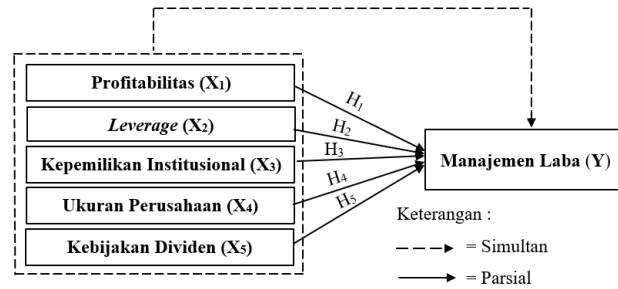 Profitabilitas (X₁)
Leverage (X₂)
Kepemilikan Institusional (X₃)
Ukuran Perusahaan (X₄)
Kebijakan Dividen (X₅)
H₁
H₂
H₃
H₄
H₅
Manajemen Laba (Y)
Keterangan :
= Simultan
= Parsial